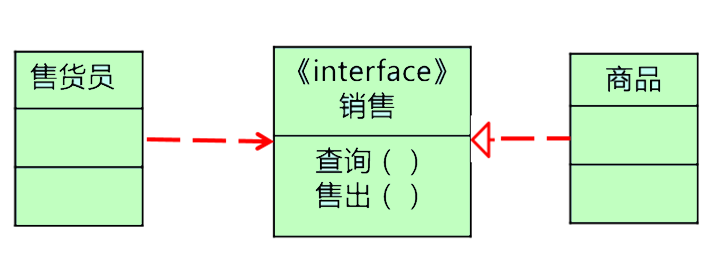 售货员
《interface》
销售
查询（ ）
售出（ ）
商品